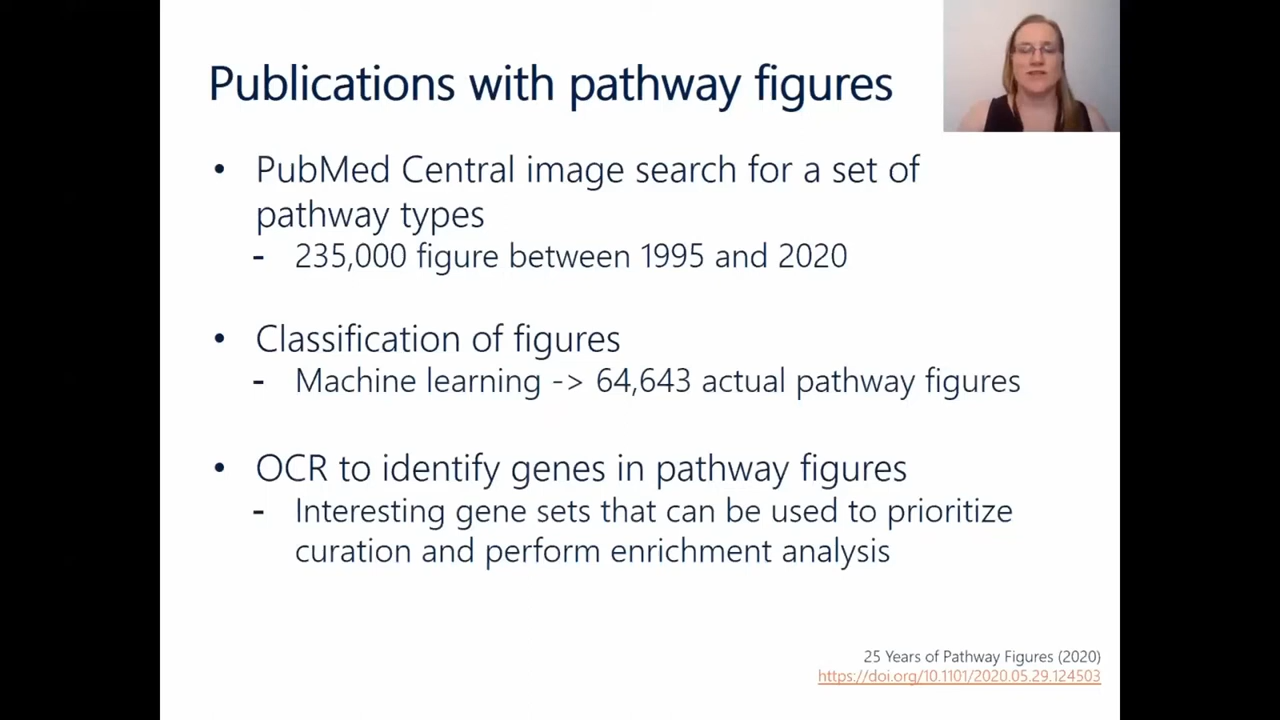 Publications with pathway figures
• PubMed Central image search for a set of
pathway types
- 235,000 figure between 1995 and 2020
• Classification of figures
- Machine learning -> 64,643 actual pathway figures
• OCR to identify genes in pathway figures
- Interesting gene sets that can be used to prioritize
curation and perform enrichment analysis
25 Years of Pathway Figures (2020)
https://doi.org/10.1101/2020.05.29.124503